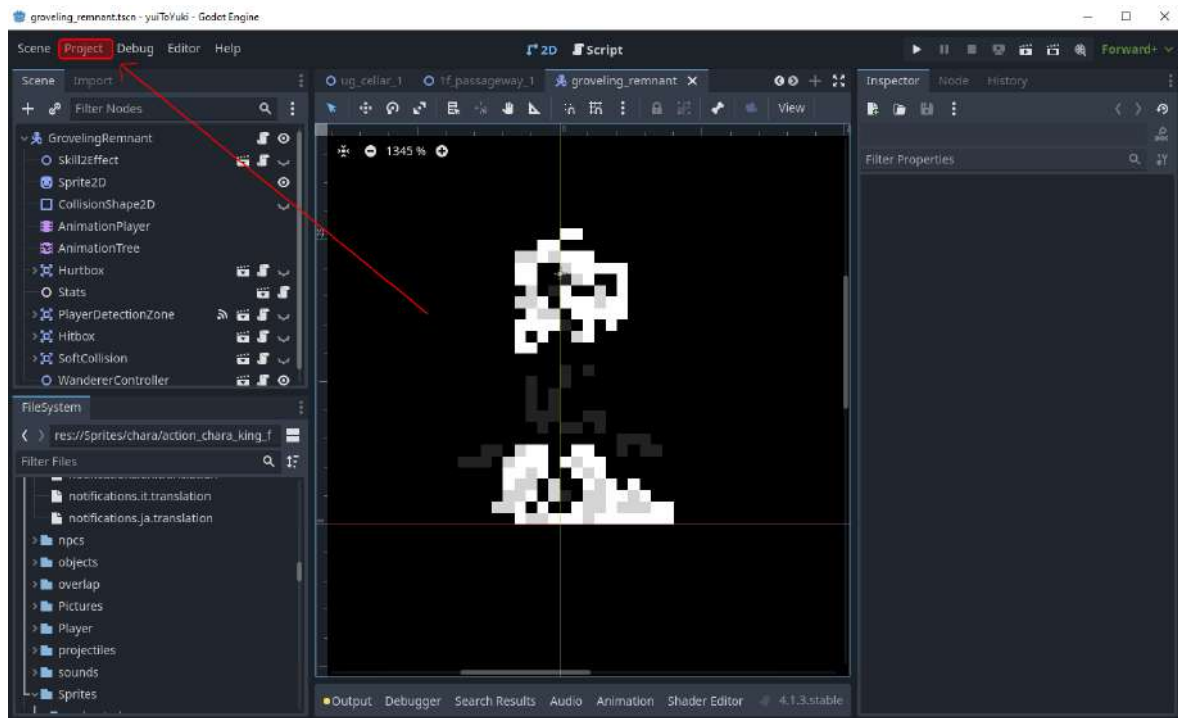 groveling_remnant.tscn - yuiToYuki - Godot Engine
Scene Project Debug Editor Help
2D Script
Forward+
Scene Import
ug_cellar_1 1f_passageway_1 groveling_remnant
Inspector Node History
Filter Nodes
View
GrovelingRemnant
1345 %
Filter Properties
Skill2Effect
Sprite2D
CollisionShape2D
AnimationPlayer
AnimationTree
Hurtbox
Stats
PlayerDetectionZone
Hitbox
SoftCollision
WandererController
FileSystem
res://Sprites/chara/action_chara_king_f
Filter Files
notifications.it.translation
notifications.ja.translation
npcs
objects
overlap
Pictures
Player
projectiles
sounds
Sprites
Output Debugger Search Results Audio Animation Shader Editor 4.1.3.stable